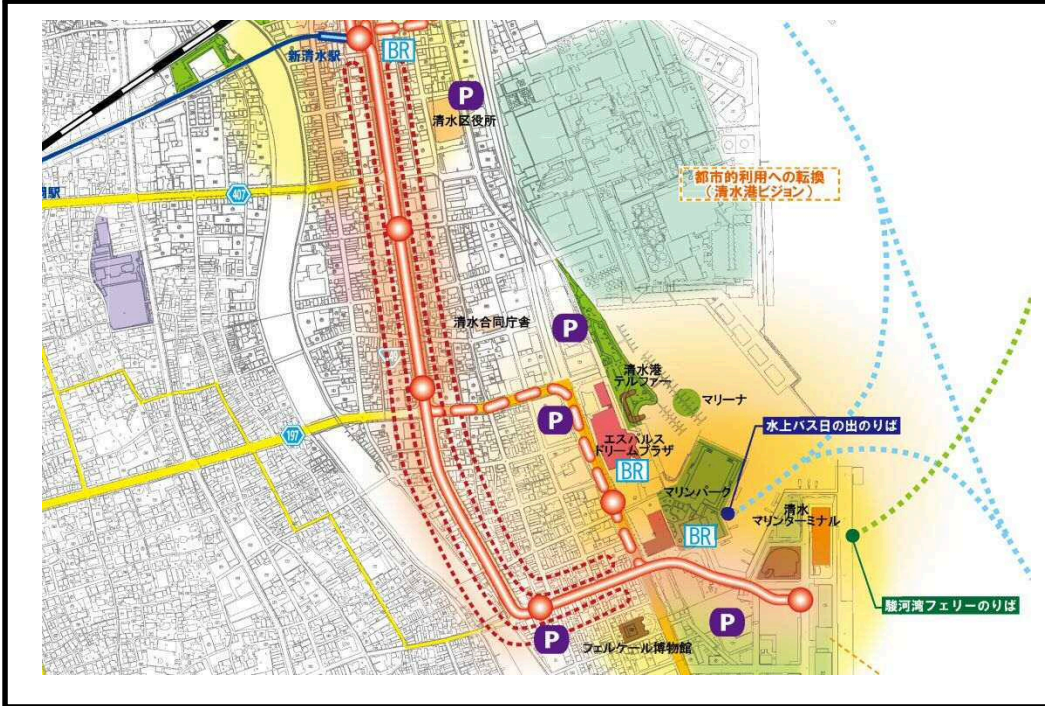 新清水駅
BR
P
清水区役所
407
都市的利用への転換
(清水港ビジョン)
清水合同庁舎
P
清水港
テルファー
マリーナ
197
P
エスパルス
ドリームプラザ
BR
水上バス日の出のりば
マリンパーク
BR
清水
マリンターミナル
駿河湾フェリーのりば
P
P
フェルケール博物館